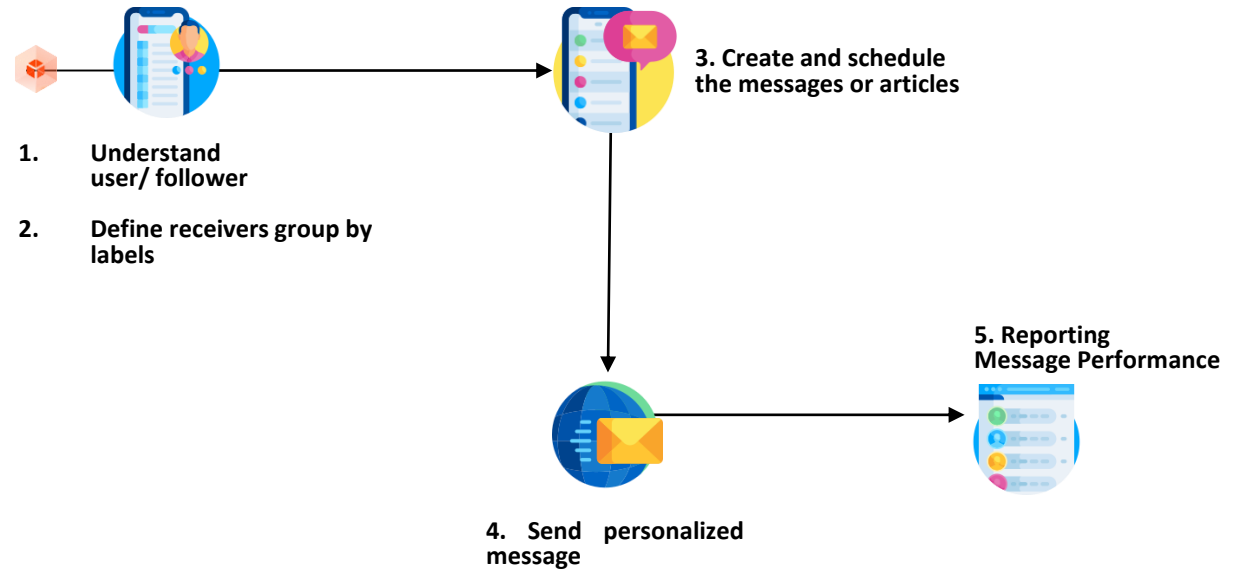 1. Understand
user/ follower
2. Define receivers group by
labels
3. Create and schedule
the messages or articles
4. Send personalized
message
5. Reporting
Message Performance